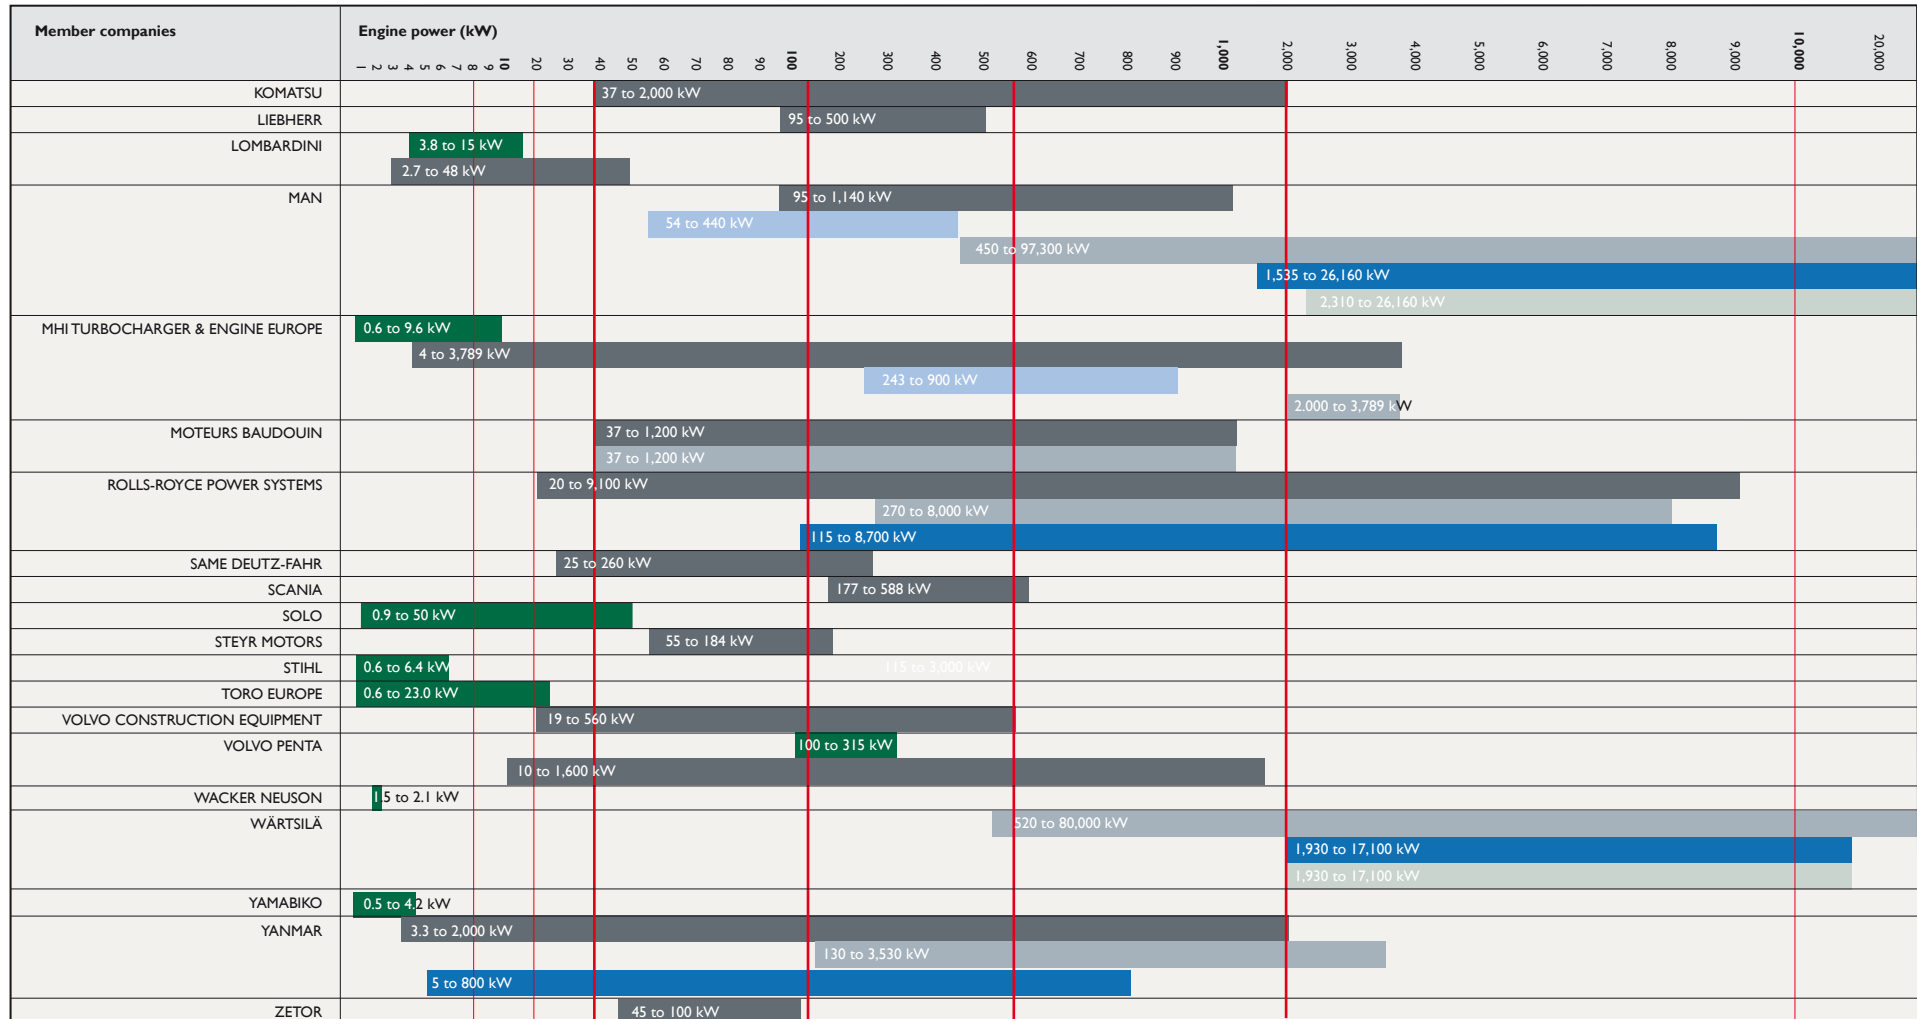 Member companies
Engine power (kW)
1 2 3 4 5 6 7 8 9 10 20 30 40 50 60 70 80 90 100 200 300 400 500 600 700 800 900 1,000 2,000 3,000 4,000 5,000 6,000 7,000 8,000 9,000 10,000 20,000
KOMATSU
37 to 2,000 kW
LIEBHERR
95 to 500 kW
LOMBARDINI
3.8 to 15 kW
2.7 to 48 kW
MAN
95 to 1,140 kW
54 to 440 kW
450 to 97,300 kW
1,535 to 26,160 kW
2,310 to 26,160 kW
MHI TURBOCHARGER & ENGINE EUROPE
0.6 to 9.6 kW
4 to 3,789 kW
243 to 900 kW
2.000 to 3,789 kW
MOTEURS BAUDOUIN
37 to 1,200 kW
37 to 1,200 kW
ROLLS-ROYCE POWER SYSTEMS
20 to 9,100 kW
270 to 8,000 kW
115 to 8,700 kW
SAME DEUTZ-FAHR
25 to 260 kW
SCANIA
177 to 588 kW
SOLO
0.9 to 50 kW
STEYR MOTORS
55 to 184 kW
STIHL
0.6 to 6.4 kW
115 to 3,000 kW
TORO EUROPE
0.6 to 23.0 kW
VOLVO CONSTRUCTION EQUIPMENT
19 to 560 kW
VOLVO PENTA
100 to 315 kW
10 to 1,600 kW
WACKER NEUSON
1.5 to 2.1 kW
WÄRTSILÄ
520 to 80,000 kW
1,930 to 17,100 kW
1,930 to 17,100 kW
YAMABIKO
0.5 to 4.2 kW
YANMAR
3.3 to 2,000 kW
130 to 3,530 kW
5 to 800 kW
ZETOR
45 to 100 kW